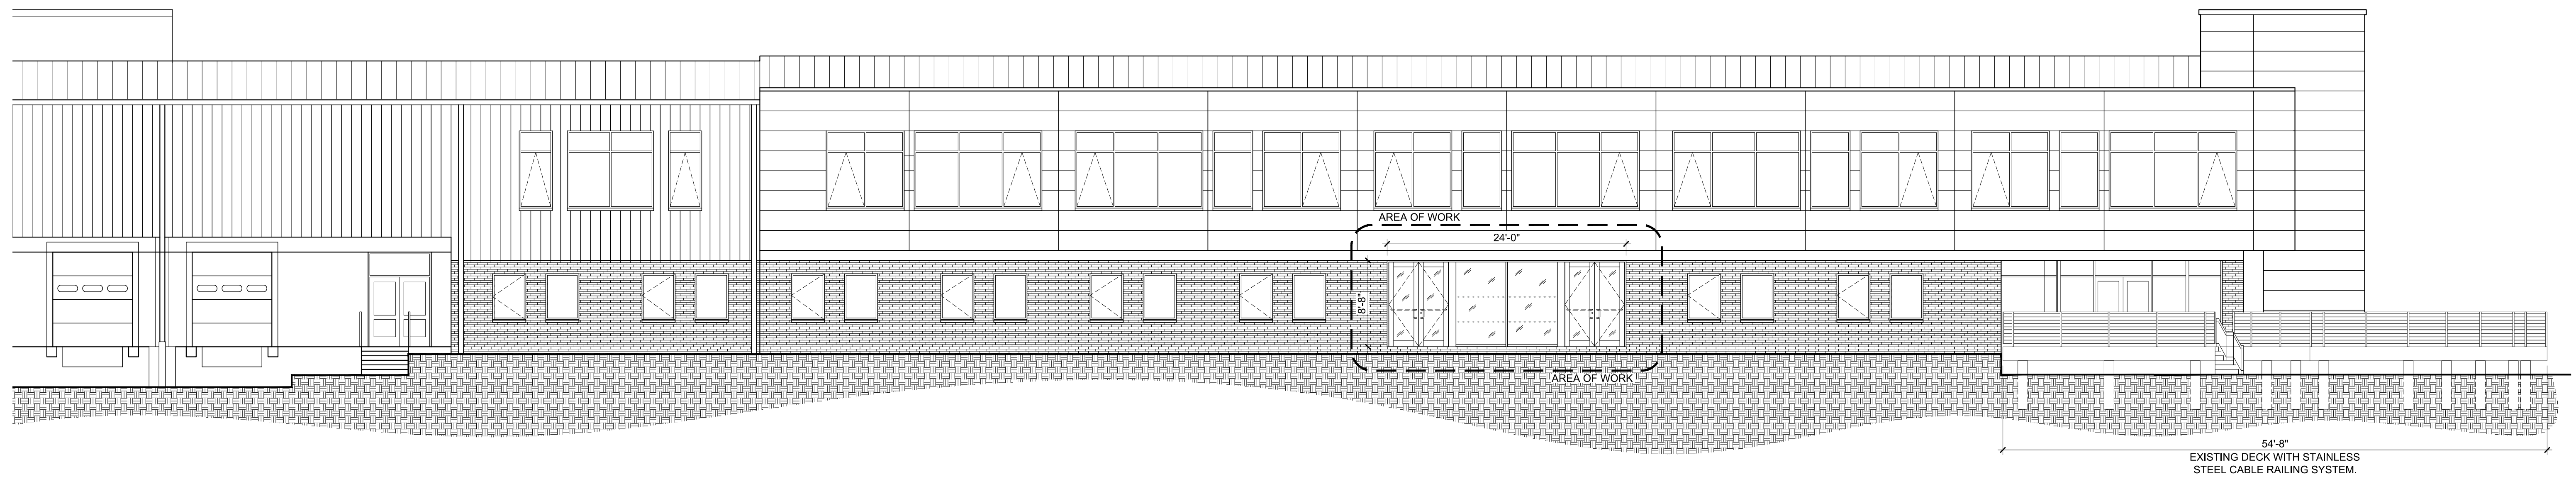 AREA OF WORK
24'-0"
8'-8"
AREA OF WORK
54'-8"
EXISTING DECK WITH STAINLESS
STEEL CABLE RAILING SYSTEM.